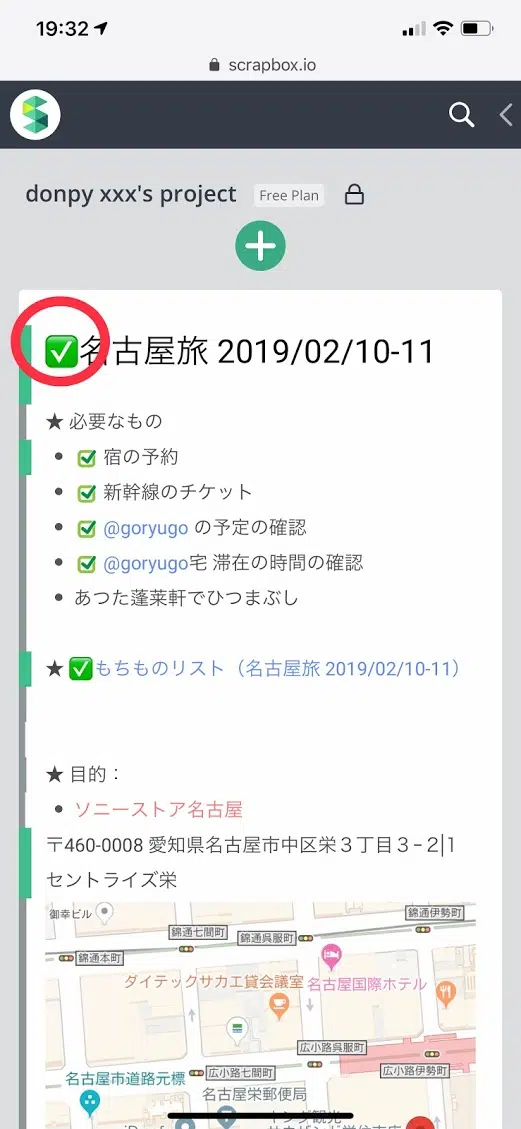 19:32
scrapbox.io
donpy xxx's project Free Plan
✅名古屋旅 2019/02/10-11
★ 必要なもの
• ✅ 宿の予約
• ✅ 新幹線のチケット
• ✅ @goryugo の予定の確認
• ✅ @goryugo宅 滞在の時間の確認
• あつた蓬莱軒でひつまぶし
★ ✅もちものリスト（名古屋旅 2019/02/10-11）
★ 目的：
• ソニーストア名古屋
〒460-0008 愛知県名古屋市中区栄３丁目３−２|1
セントライズ栄
御幸ビル
錦通伊勢町
錦通七間町
錦通呉服町
錦通本町
ダイテックサカエ貸会議室
名古屋国際ホテル
広小路呉服町
広小路七間町
広小路伊勢町
名古屋市道路元標
名古屋栄郵便局